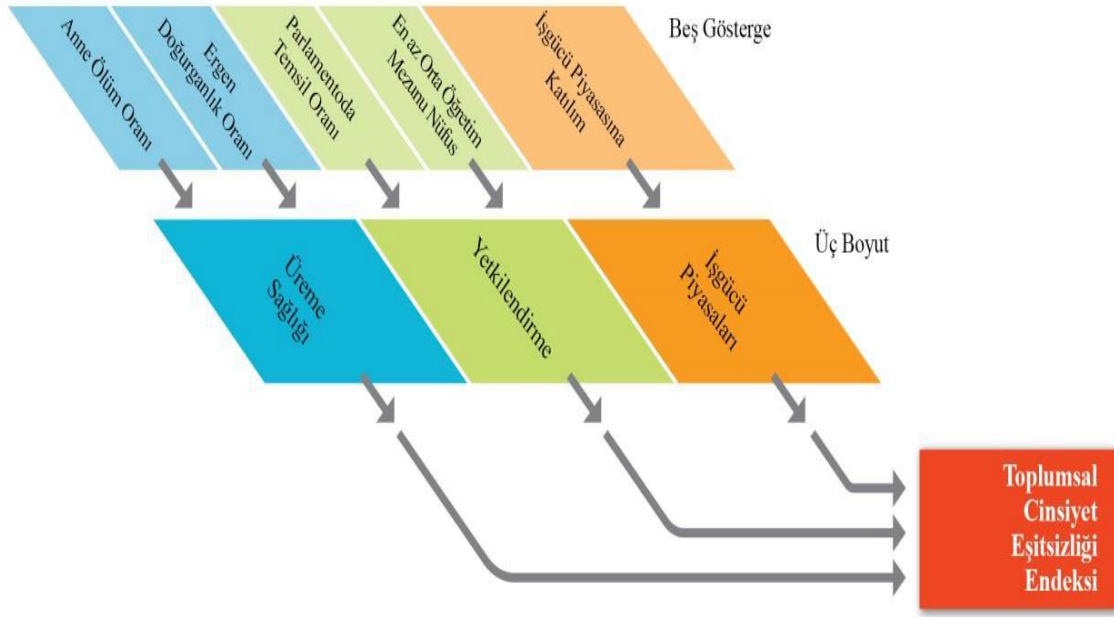 Anne Ölüm Oranı
Ergen
Doğurganlık Oranı
Parlamentoda
Temsil Oranı
En az Orta Öğretim
Mezunu Nüfus
İşgücü Piyasasına
Katılım
Beş Gösterge
Üreme
Sağlığı
Yetkilendirme
İşgücü
Piyasaları
Üç Boyut
Toplumsal
Cinsiyet
Eşitsizliği
Endeksi